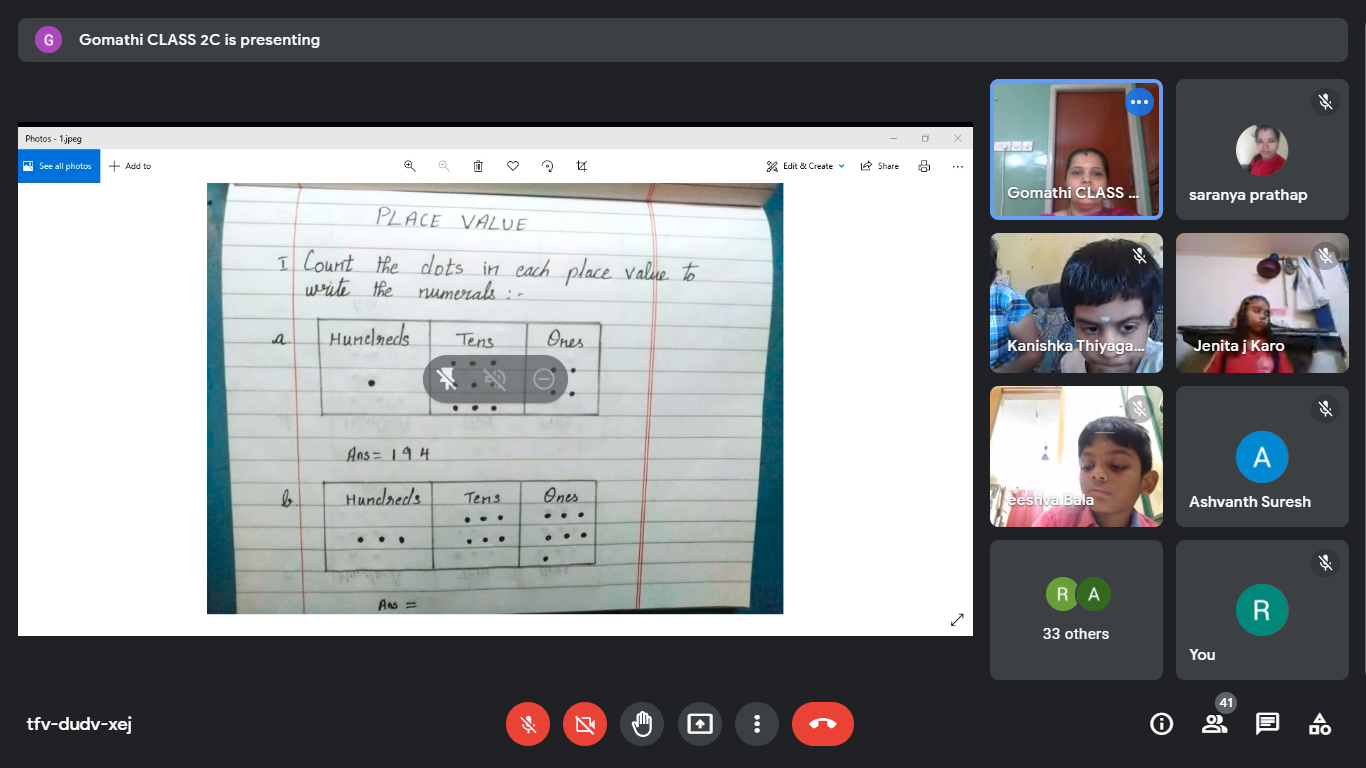 G Gomathi CLASS 2C is presenting
Photos - 1.jpeg
See all photos
Add to
Edit & Create
Share
PLACE VALUE
I Count the dots in each place value to
write the numerals :-
a. Hundreds Tens Ones
Ans = 194
b. Hundreds Tens Ones
Ans =
Gomathi CLASS ...
saranya prathap
Kanishka Thiyaga...
Jenita j Karo
eeshva Bala
A
Ashvanth Suresh
R A
33 others
R
You
tfv-dudv-xej
41